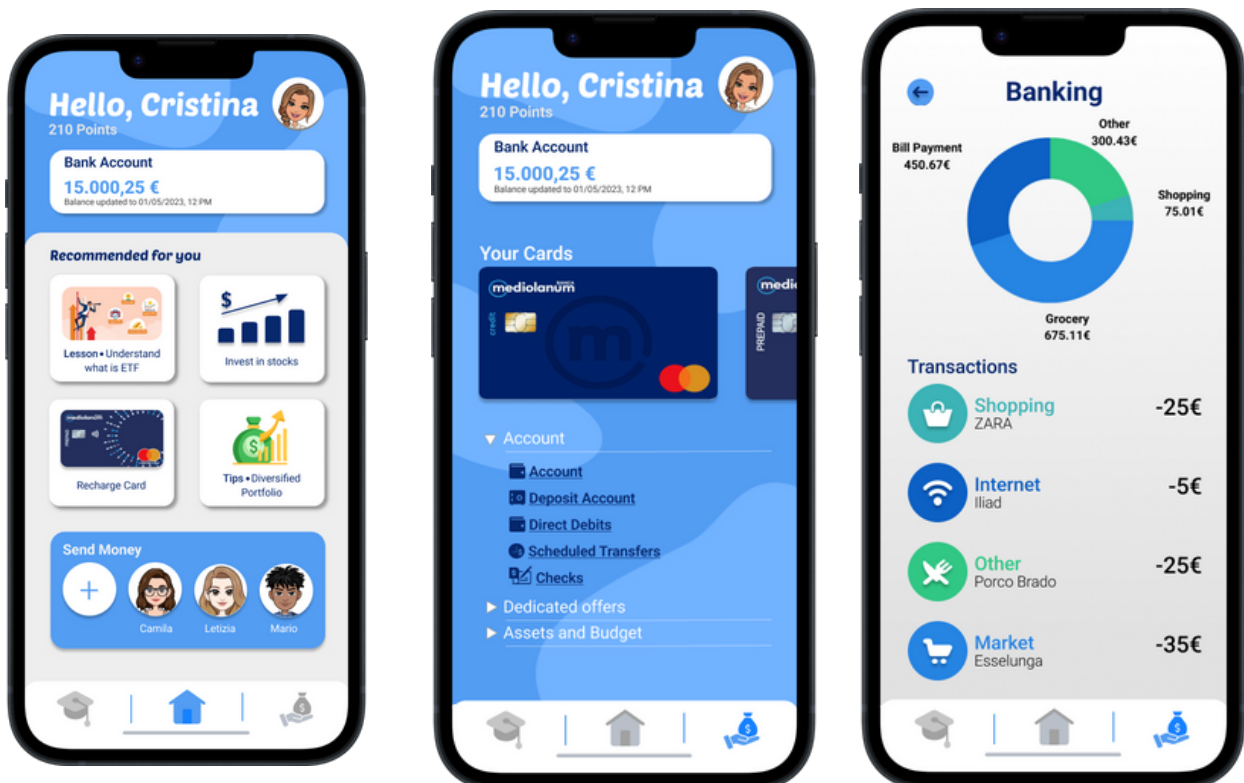 Hello, Cristina
210 Points
Bank Account
15.000,25 €
Balance updated to 01/05/2023, 12 PM
Recommended for you
Lesson • Understand
what is ETF
$
Invest in stocks
mediolanum
PREPAID
Recharge Card
$
Tips • Diversified
Portfolio
Send Money
+
Camila
Letizia
Mario
$
Hello, Cristina
210 Points
Bank Account
15.000,25 €
Balance updated to 01/05/2023, 12 PM
Your Cards
BANCA
mediolanum
credit
m
medio
PREPAID
Account
Account
Deposit Account
Direct Debits
Scheduled Transfers
Checks
Dedicated offers
Assets and Budget
$
Banking
Other
300.43€
Bill Payment
450.67€
Shopping
75.01€
Grocery
675.11€
Transactions
Shopping
ZARA
-25€
Internet
Iliad
-5€
Other
Porco Brado
-25€
Market
Esselunga
-35€
$